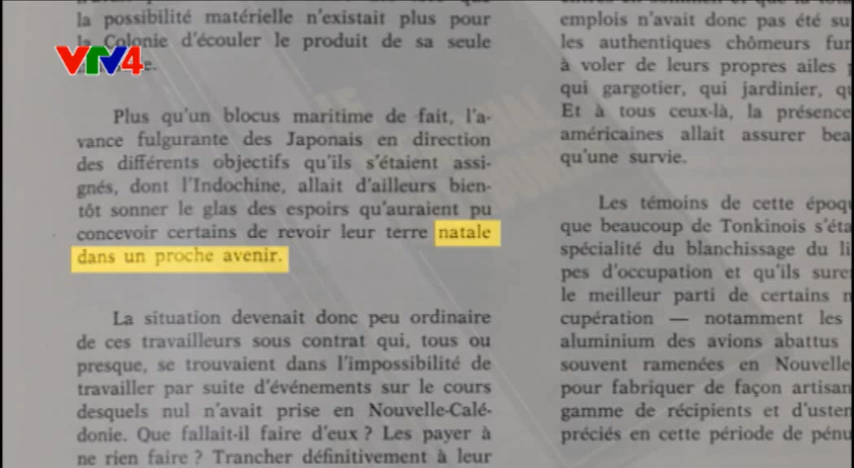 la possibilité matérielle n'existait plus pour
la Colonie d'écouler le produit de sa seule
VTV4
Plus qu'un blocus maritime de fait, l'a-
vance fulgurante des Japonais en direction
des différents objectifs qu'ils s'étaient assi-
gnés, dont l'Indochine, allait d'ailleurs bien-
tôt sonner le glas des espoirs qu'auraient pu
concevoir certains de revoir leur terre natale
dans un proche avenir.
La situation devenait donc peu ordinaire
de ces travailleurs sous contrat qui, tous ou
presque, se trouvaient dans l'impossibilité de
travailler par suite d'événements sur le cours
desquels nul n'avait prise en Nouvelle-Calé-
donie. Que fallait-il faire d'eux ? Les payer à
ne rien faire ? Trancher définitivement à leur
emplois n'avait donc pas été su
les authentiques chômeurs fur
à voler de leurs propres ailes
qui gargotier, qui jardinier, q
Et à tous ceux-là, la présence
américaines allait assurer bea
qu'une survie.
Les témoins de cette époq
que beaucoup de Tonkinois s'éta
spécialité du blanchissage du li
pes d'occupation et qu'ils sure
le meilleur parti de certains
cupération — notamment les
aluminium des avions abattus
souvent ramenées en Nouvelle
pour fabriquer de façon artisan
gamme de récipients et d'usten
préciés en cette période de pénu